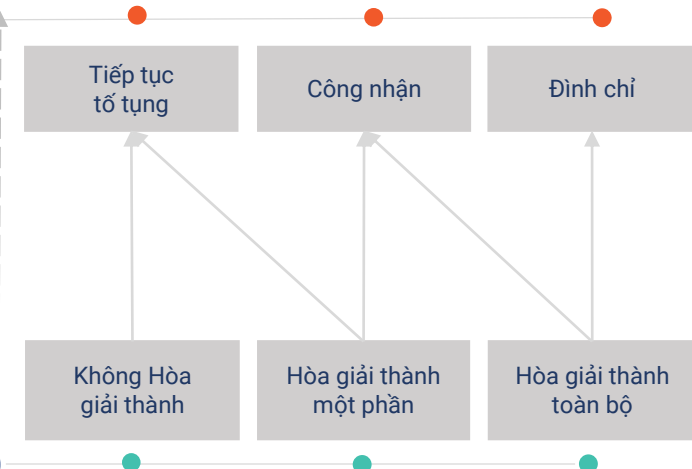 Tiếp tục
tố tụng
Công nhận
Đình chỉ
Không Hòa
giải thành
Hòa giải thành
một phần
Hòa giải thành
toàn bộ